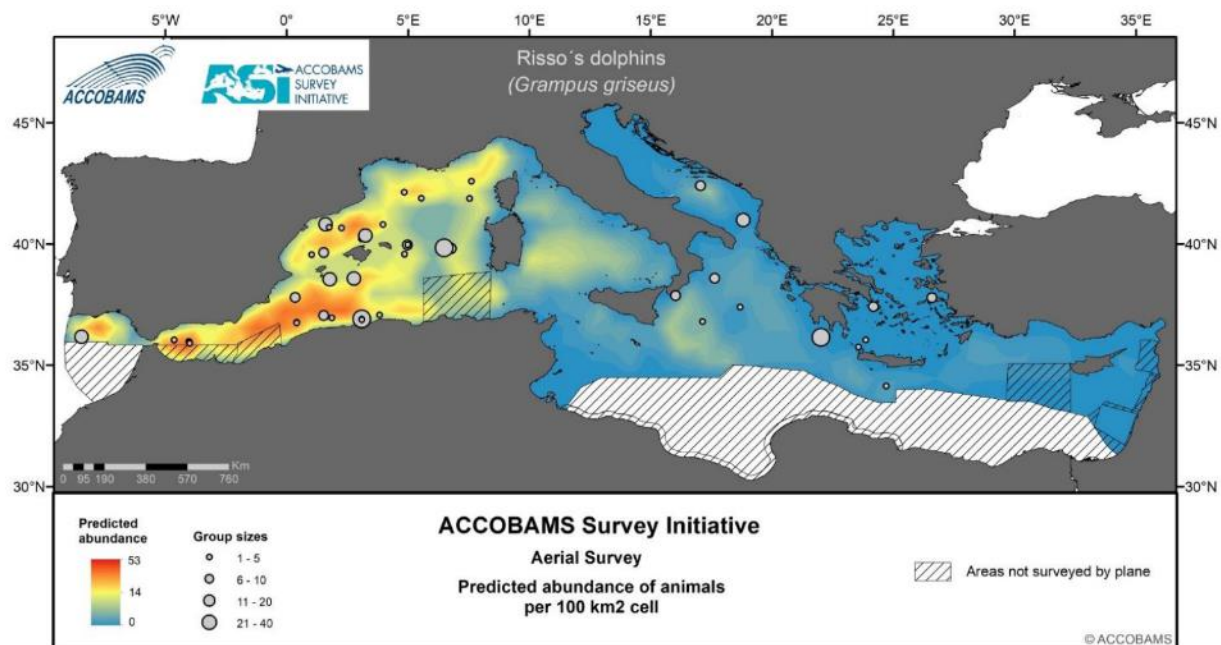 5°W 0° 5°E 10°E 15°E 20°E 25°E 30°E 35°E
Risso´s dolphins
(Grampus griseus)
ACCOBAMS
ASI
ACCOBAMS
SURVEY
INITIATIVE
45°N 45°N
40°N 40°N
35°N 35°N
30°N 30°N
Km
0 95 190 380 570 760
Predicted
abundance
53
14
0
Group sizes
1 - 5
6 - 10
11 - 20
21 - 40
ACCOBAMS Survey Initiative
Aerial Survey
Predicted abundance of animals
per 100 km2 cell
Areas not surveyed by plane
© ACCOBAMS